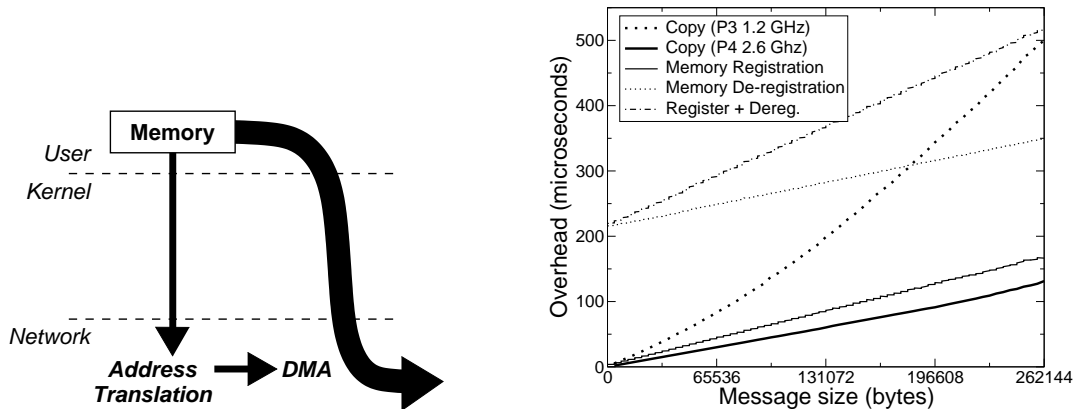 Memory
User
Kernel
Network
Address
Translation
DMA
Overhead (microseconds)
500
400
300
200
100
0
Copy (P3 1.2 GHz)
Copy (P4 2.6 Ghz)
Memory Registration
Memory De-registration
Register + Dereg.
0 65536 131072 196608 262144
Message size (bytes)